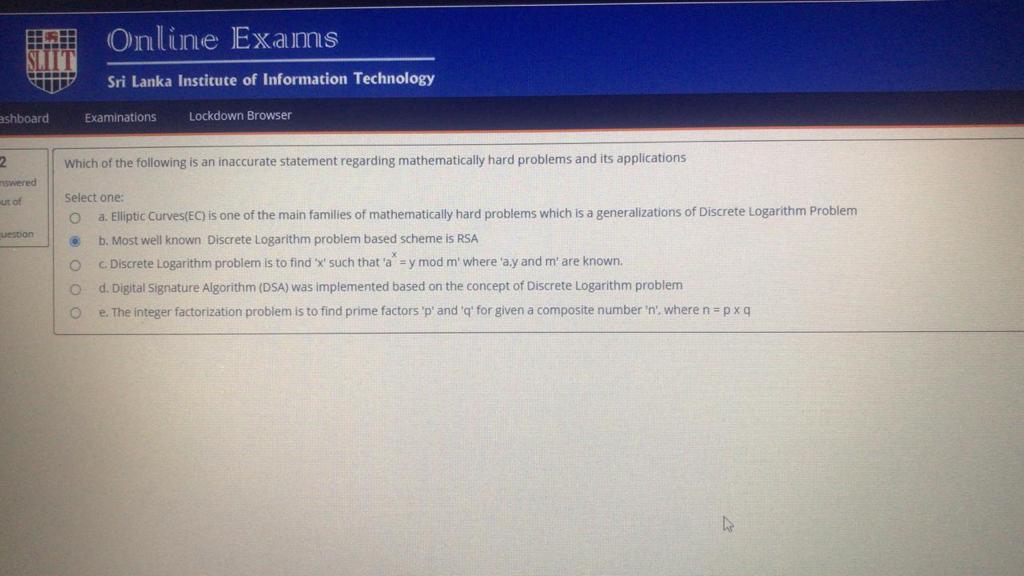 SLIIT
Online Exams
Sri Lanka Institute of Information Technology
ashboard Examinations Lockdown Browser
2
nswered
out of
uestion
Which of the following is an inaccurate statement regarding mathematically hard problems and its applications
Select one:
a. Elliptic Curves(EC) is one of the main families of mathematically hard problems which is a generalizations of Discrete Logarithm Problem
b. Most well known Discrete Logarithm problem based scheme is RSA
c. Discrete Logarithm problem is to find 'x' such that 'a^x = y mod m' where 'a,y and m' are known.
d. Digital Signature Algorithm (DSA) was implemented based on the concept of Discrete Logarithm problem
e. The integer factorization problem is to find prime factors 'p' and 'q' for given a composite number 'n', where n = p x q